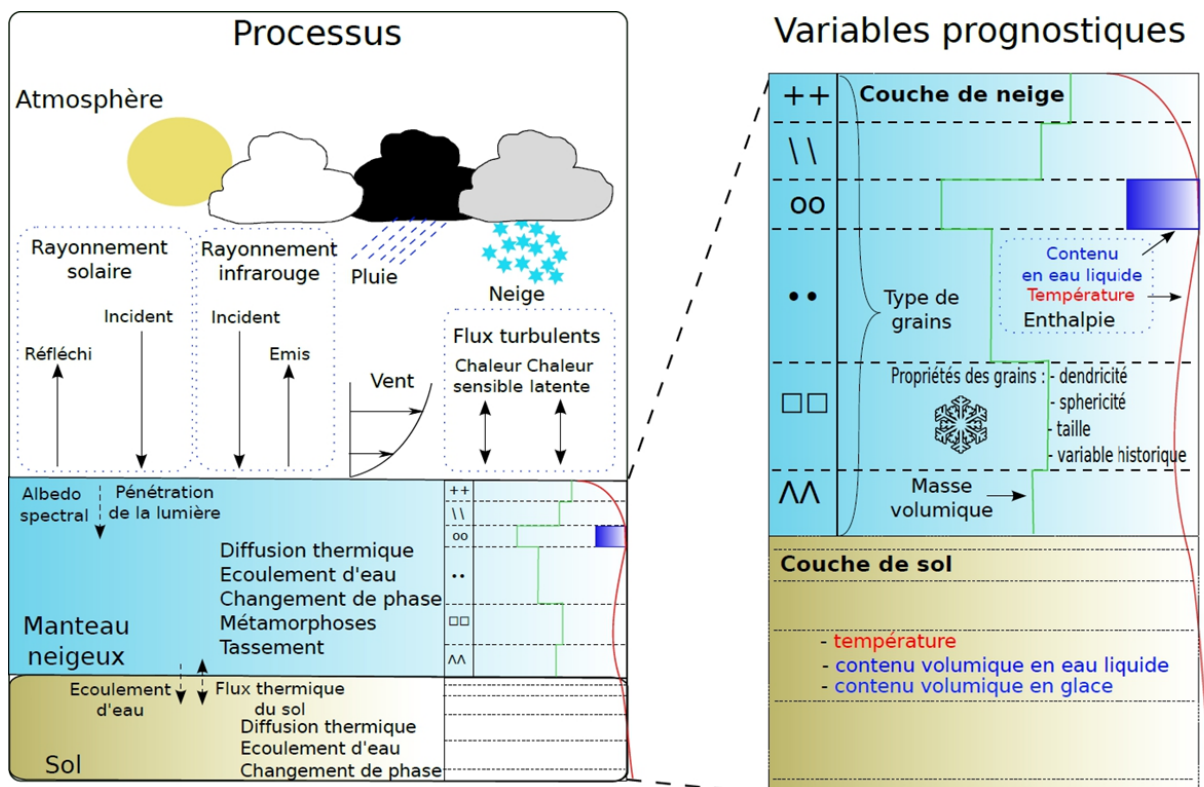 Processus
Atmosphère
Rayonnement
solaire
Incident
Réfléchi
Rayonnement
infrarouge
Incident
Emis
Pluie
Neige
Vent
Flux turbulents
Chaleur Chaleur
sensible latente
Albedo
spectral
Pénétration
de la lumière
Diffusion thermique
Ecoulement d'eau
Changement de phase
Métamorphoses
Tassement
Manteau
neigeux
++
\ \
oo
••
□□
ΛΛ
Ecoulement
d'eau
Flux thermique
du sol
Diffusion thermique
Ecoulement d'eau
Changement de phase
Sol
Variables prognostiques
++
Couche de neige
\ \
oo
••
□□
ΛΛ
Type de
grains
Contenu
en eau liquide
Température
Enthalpie
Propriétés des grains : - dendricité
- sphericité
- taille
- variable historique
Masse
volumique
Couche de sol
- température
- contenu volumique en eau liquide
- contenu volumique en glace